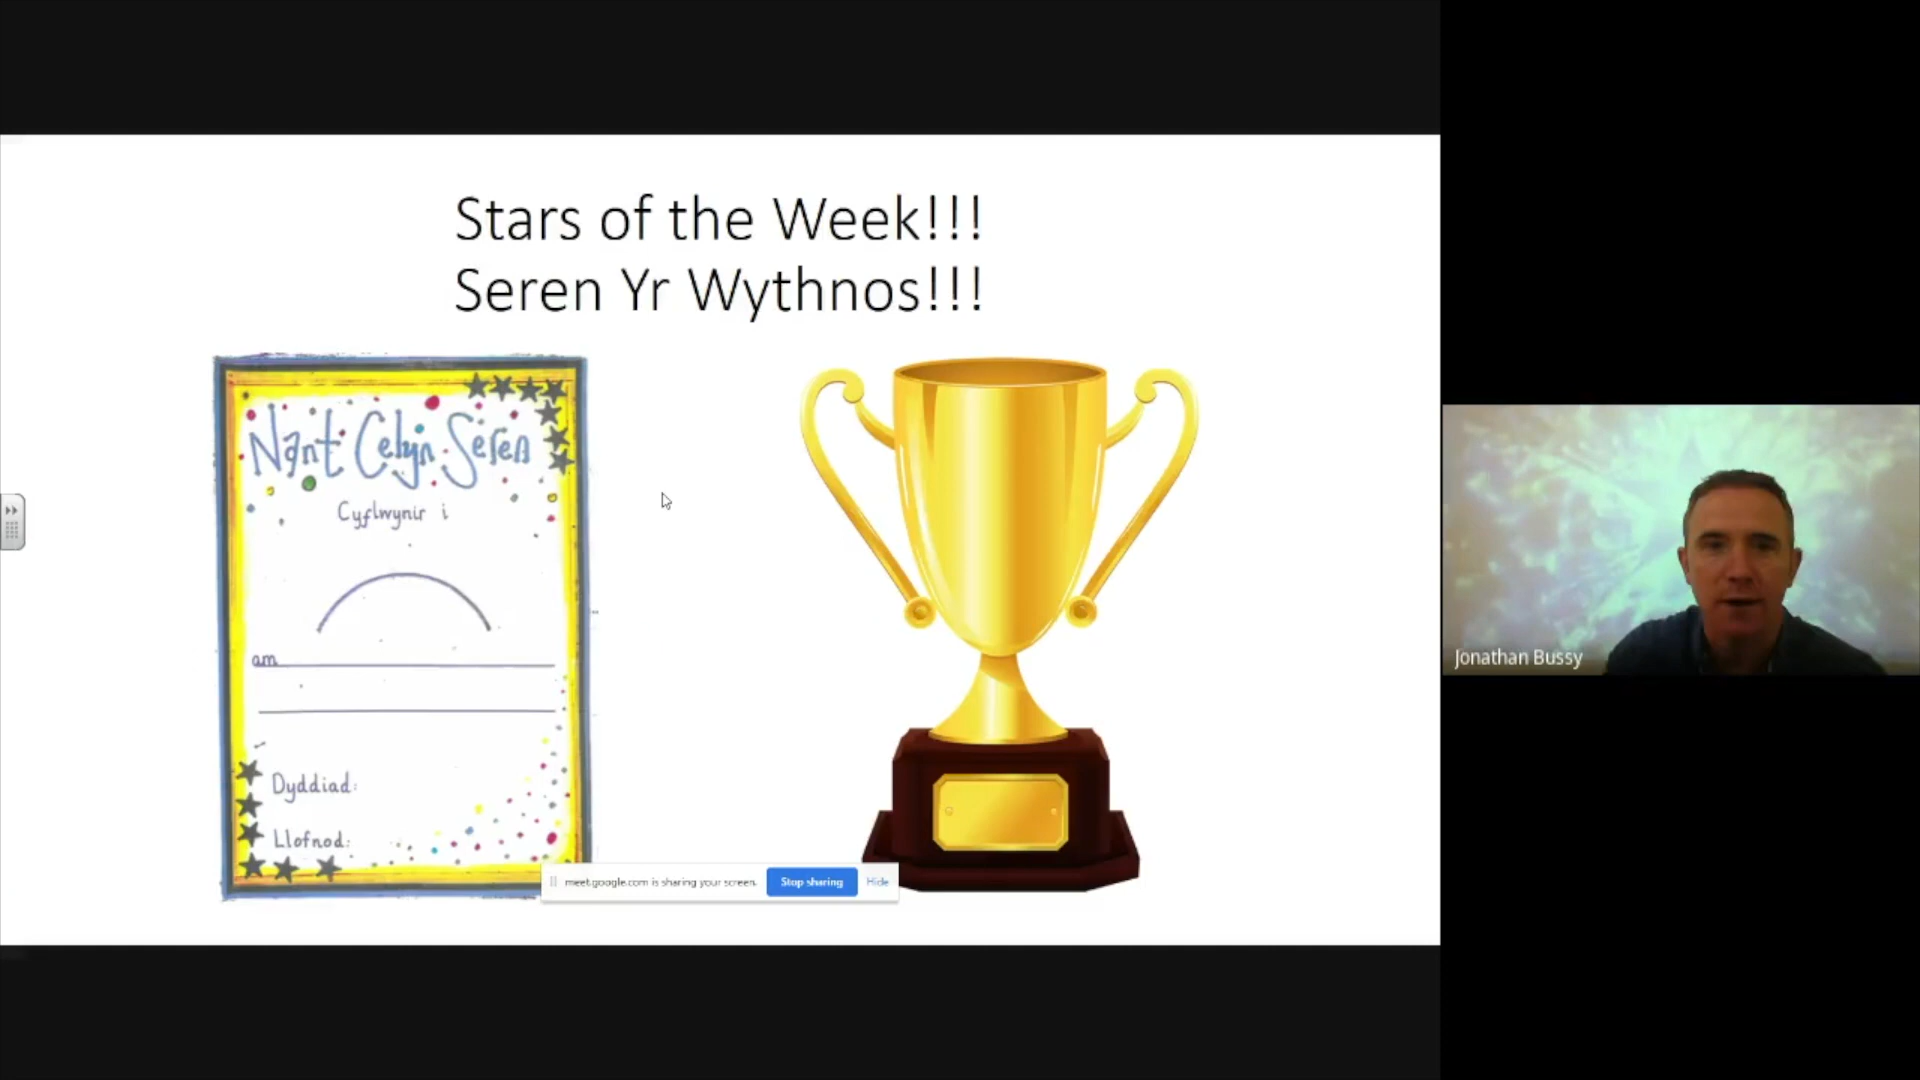 Stars of the Week!!!
Seren Yr Wythnos!!!
Nant Celyn Seren
Cyflwynir i
am
Dyddiad:
Llofnod:
meet.google.com is sharing your screen.
Stop sharing
Hide
Jonathan Bussy